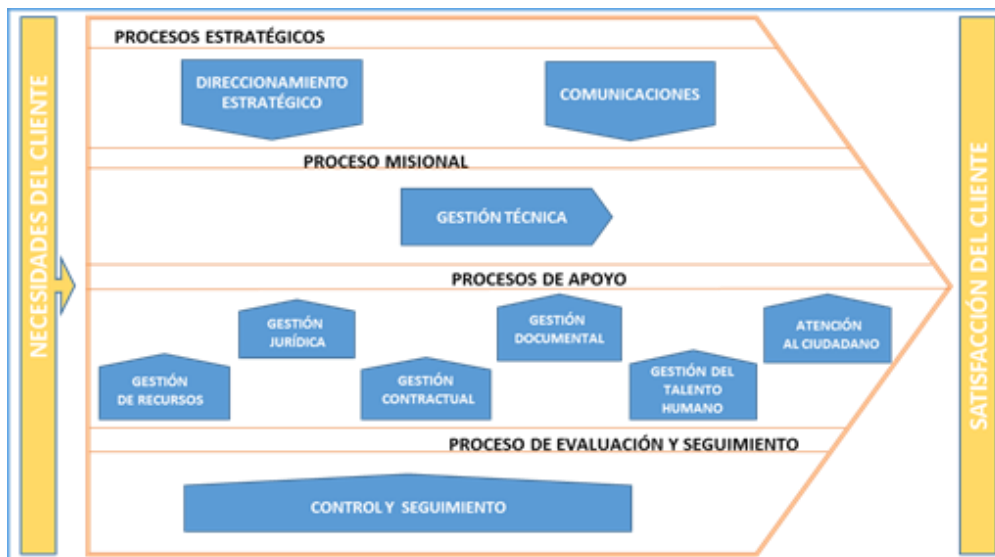 NECESIDADES DEL CLIENTE
PROCESOS ESTRATÉGICOS
DIRECCIONAMIENTO
ESTRATÉGICO
COMUNICACIONES
PROCESO MISIONAL
GESTIÓN TÉCNICA
PROCESOS DE APOYO
GESTIÓN
DE RECURSOS
GESTIÓN
JURÍDICA
GESTIÓN
CONTRACTUAL
GESTIÓN
DOCUMENTAL
GESTIÓN DEL
TALENTO
HUMANO
ATENCIÓN
AL CIUDADANO
PROCESO DE EVALUACIÓN Y SEGUIMIENTO
CONTROL Y SEGUIMIENTO
SATISFACCIÓN DEL CLIENTE